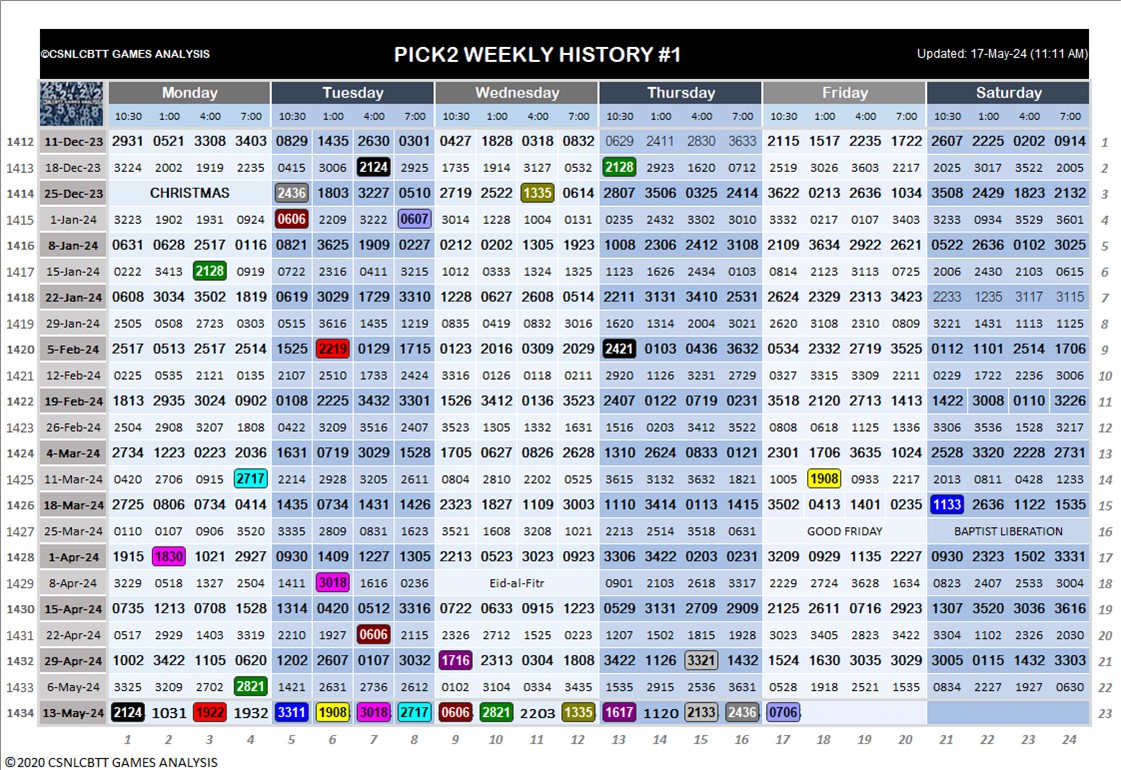 ©CSNLCBTT GAMES ANALYSIS PICK2 WEEKLY HISTORY #1 Updated: 17-May-24 (11:11 AM)
Monday Tuesday Wednesday Thursday Friday Saturday
10:30 1:00 4:00 7:00 10:30 1:00 4:00 7:00 10:30 1:00 4:00 7:00 10:30 1:00 4:00 7:00 10:30 1:00 4:00 7:00 10:30 1:00 4:00 7:00
1412 11-Dec-23 2931 0521 3308 3403 0829 1435 2630 0301 0427 1828 0318 0832 0629 2411 2830 3633 2115 1517 2235 1722 2607 2225 0202 0914 1
1413 18-Dec-23 3224 2002 1919 2235 0415 3006 2124 2925 1735 1914 3127 0532 2128 2923 1620 0712 2519 3026 3603 2217 2025 3017 3522 2005 2
1414 25-Dec-23 CHRISTMAS 2436 1803 3227 0510 2719 2522 1335 0614 2807 3506 0325 2414 3622 0213 2636 1034 3508 2429 1823 2132 3
1415 1-Jan-24 3223 1902 1931 0924 0606 2209 3222 0607 3014 1228 1004 0131 0235 2432 3302 0310 3332 0217 0107 3403 3233 0934 3529 3601 4
1416 8-Jan-24 0631 0628 2517 0116 0821 3625 1909 0227 0212 0202 1305 1923 1008 2306 2412 3108 2109 3634 2922 2621 0522 2636 0102 3025 5
1417 15-Jan-24 0222 3413 2128 0919 0722 2316 0411 3215 1012 0333 1324 1325 1123 1626 2434 0103 0814 2123 3113 0725 2006 2430 2103 0615 6
1418 22-Jan-24 0608 3034 3502 1819 0619 3029 1729 3310 1228 0627 2608 0514 2211 3131 3410 2531 2624 2329 2313 3423 2233 1235 3117 3115 7
1419 29-Jan-24 2505 0508 2723 0303 0515 3616 1435 1219 0835 0419 0832 3016 1620 1314 2004 3021 2620 3108 2310 0809 3221 1431 1113 1125 8
1420 5-Feb-24 2517 0513 2517 2514 1525 2219 0129 1715 0123 2016 0309 2029 2421 0103 0436 3632 0534 2332 2719 3525 0112 1101 2514 1706 9
1421 12-Feb-24 0225 0535 2121 0135 2107 2510 1733 2424 3316 0126 0118 0211 2920 1126 3231 2729 0327 3315 3309 2211 0229 1722 2236 3006 10
1422 19-Feb-24 1813 2935 3024 0902 0108 2225 3432 3301 1526 3412 0136 3523 2407 0122 0719 0231 3518 2120 2713 1413 1422 3008 0110 3226 11
1423 26-Feb-24 2504 2908 3207 1808 0422 3209 3516 2407 3523 1305 1332 1631 1516 0203 3412 3522 0808 0618 1125 1336 3306 3536 1528 3217 12
1424 4-Mar-24 2734 1223 0223 2036 1631 0719 3029 1528 1705 0627 0826 2628 1310 2624 0833 0121 2301 1706 3635 1024 2528 3320 2228 2731 13
1425 11-Mar-24 0420 2706 0915 2717 2214 2928 3205 2611 0804 2810 2202 0525 3615 3132 3632 1821 1005 1908 0933 2217 2013 0811 0428 1233 14
1426 18-Mar-24 2725 0806 0734 0414 1435 0734 1431 1426 2323 1827 1109 3003 1110 3414 0113 1415 3502 0413 1401 0235 1133 2636 1122 1535 15
1427 25-Mar-24 0110 0107 0906 3520 3335 2809 0831 1623 3521 1608 3208 1021 2213 2514 3518 0631 GOOD FRIDAY BAPTIST LIBERATION 16
1428 1-Apr-24 1915 1830 1021 2927 0930 1409 1227 1305 2213 0523 3023 0923 3306 3422 0203 0231 3209 0929 1135 2227 0930 2323 1502 3331 17
1429 8-Apr-24 3229 0518 1327 2504 1411 3018 1616 0236 Eid-al-Fitr 0901 2103 2618 3317 2229 2724 3628 1634 0823 2407 2533 3004 18
1430 15-Apr-24 0735 1213 0708 1528 1314 0420 0512 3316 0722 0633 0915 1223 0529 3131 2709 2909 2125 2611 0716 2923 1307 3520 3036 3616 19
1431 22-Apr-24 0517 2929 1403 3319 2210 1927 0606 2115 2326 2712 1525 0223 1207 1502 1815 1928 3023 3405 2823 3422 3304 1102 2326 2030 20
1432 29-Apr-24 1002 3422 1105 0620 1202 2607 0107 3032 1716 2313 0304 1808 3422 1126 3321 1432 1524 1630 3035 3029 3005 0115 1432 3303 21
1433 6-May-24 3325 3209 2702 2821 1421 2631 2736 2612 0102 3104 0334 3435 1535 2915 2536 3631 0528 1918 2521 1535 0834 2227 1927 0630 22
1434 13-May-24 2124 1031 1922 1932 3311 1908 3018 2717 0606 2821 2203 1335 1617 1120 2133 2436 0706 23
1 2 3 4 5 6 7 8 9 10 11 12 13 14 15 16 17 18 19 20 21 22 23 24
©2020 CSNLCBTT GAMES ANALYSIS